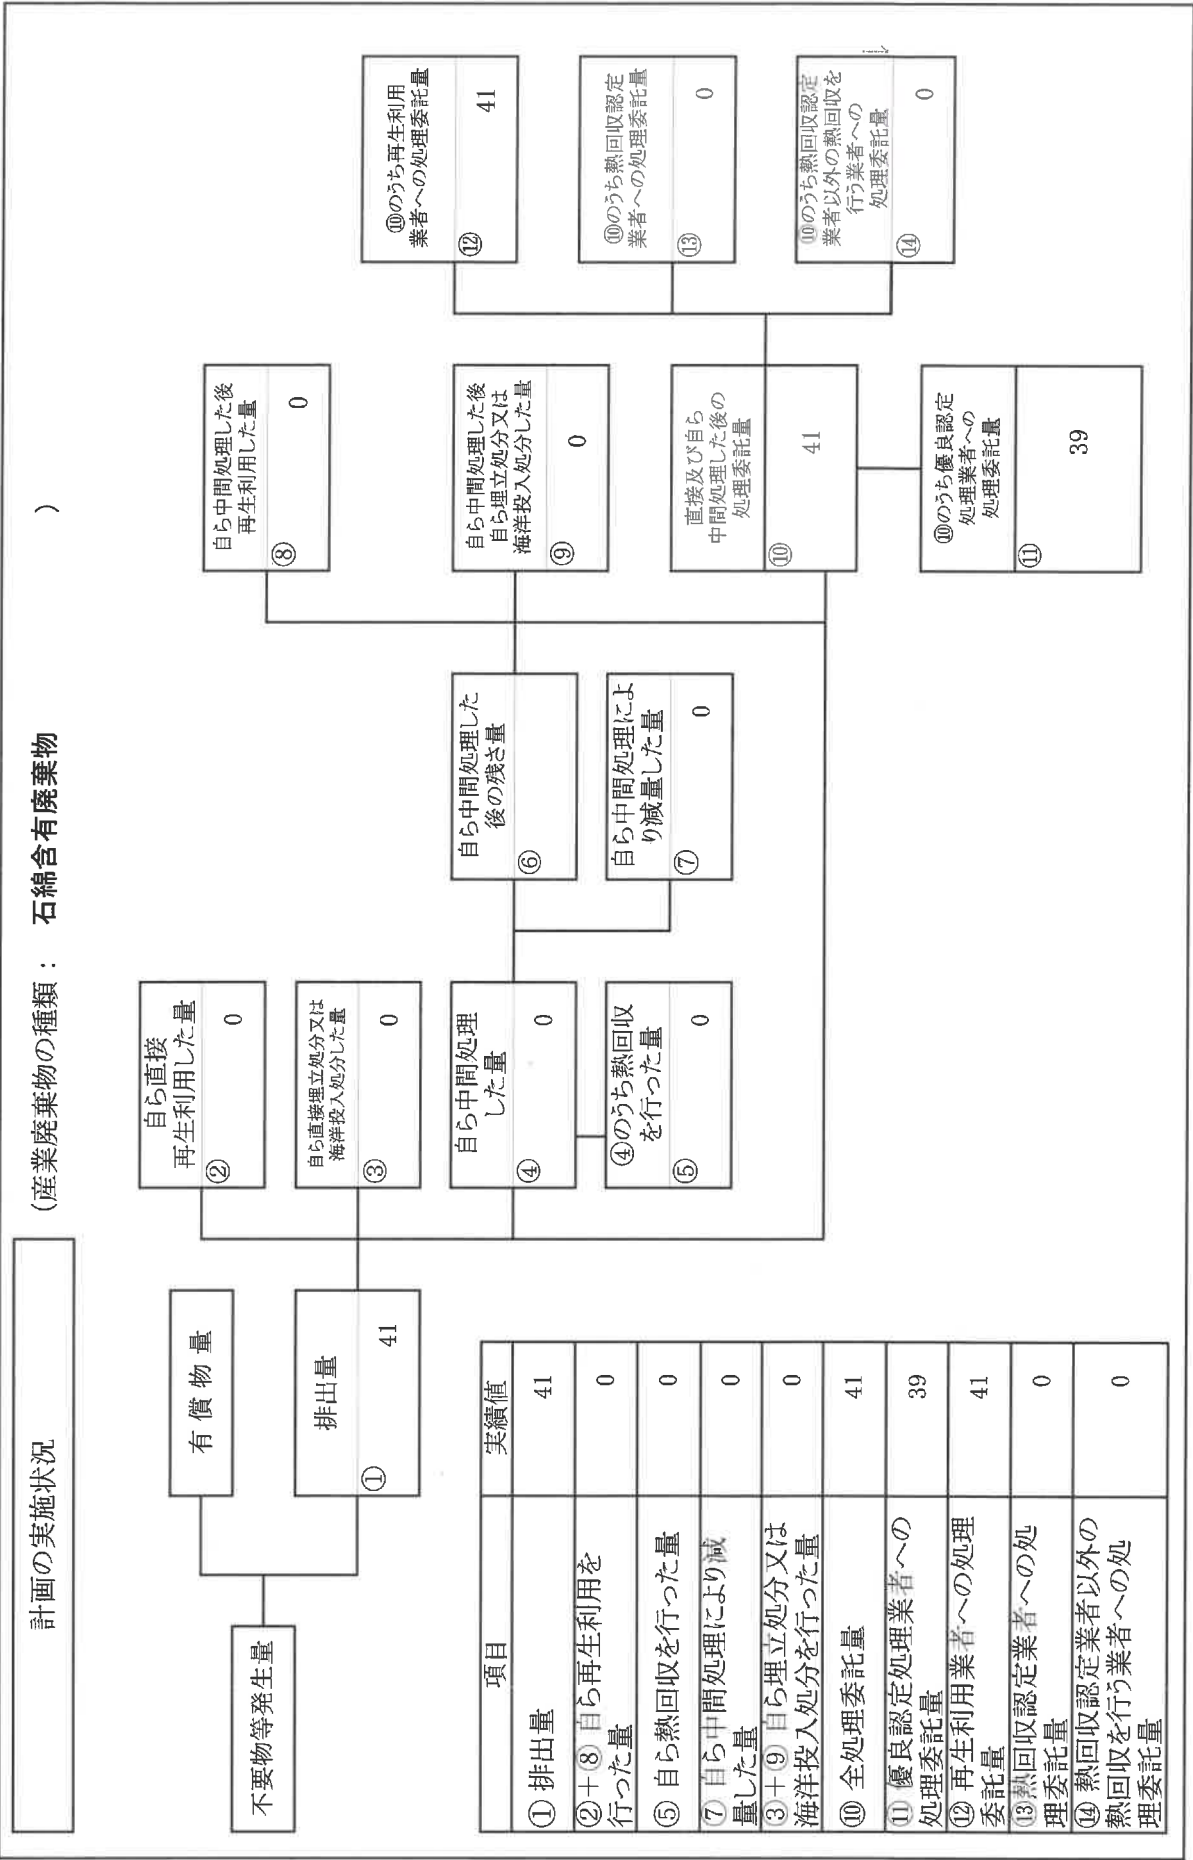 計画の実施状況
(産業廃棄物の種類： 石綿含有廃棄物 )
不要物等発生量
有償物量
排出量
① 41
自ら直接
再生利用した量
② 0
自ら直接埋立処分又は
海洋投入処分した量
③ 0
自ら中間処理
した量
④ 0
④のうち熱回収
を行った量
⑤ 0
自ら中間処理した
後の残さ量
⑥
自ら中間処理によ
り減量した量
⑦ 0
自ら中間処理した後
再生利用した量
⑧ 0
自ら中間処理した後
自ら埋立処分又は
海洋投入処分した量
⑨ 0
直接及び自ら
中間処理した後の
処理委託量
⑩ 41
⑩のうち優良認定
処理業者への
処理委託量
⑪ 39
⑩のうち再生利用
業者への処理委託量
⑫ 41
⑩のうち熱回収認定
業者への処理委託量
⑬ 0
⑩のうち熱回収認定
業者以外の熱回収を
行う業者への
処理委託量
⑭ 0
項目 実績値
①排出量 41
②＋⑧ 自ら再生利用を
行った量 0
⑤ 自ら熱回収を行った量 0
⑦ 自ら中間処理により減
量した量 0
③＋⑨ 自ら埋立処分又は
海洋投入処分を行った量 0
⑩ 全処理委託量 41
⑪ 優良認定処理業者への
処理委託量 39
⑫ 再生利用業者への処理
委託量 41
⑬熱回収認定業者への処
理委託量 0
⑭ 熱回収認定業者以外の
熱回収を行う業者への処
理委託量 0